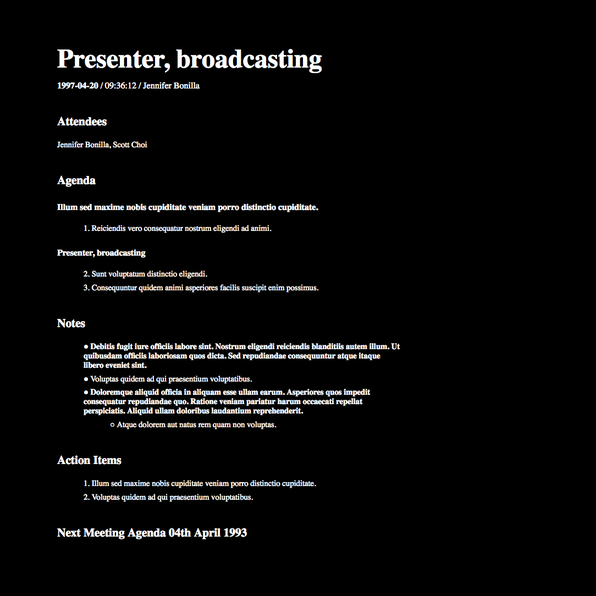 Presenter, broadcasting
1997-04-20 / 09:36:12 / Jennifer Bonilla
Attendees
Jennifer Bonilla, Scott Choi
Agenda
Illum sed maxime nobis cupiditate veniam porro distinctio cupiditate.
1. Reiciendis vero consequatur nostrum eligendi ad animi.
Presenter, broadcasting
2. Sunt voluptatum distinctio eligendi.
3. Consequuntur quidem animi asperiores facilis suscipit enim possimus.
Notes
● Debitis fugit iure officiis labore sint. Nostrum eligendi reiciendis blanditiis autem illum. Ut
quibusdam officiis laboriosam quos dicta. Sed repudiandae consequuntur atque itaque
libero eveniet sint.
● Voluptas quidem ad qui praesentium voluptatibus.
● Doloremque aliquid officia in aliquam esse ullam earum. Asperiores quos impedit
consequatur repudiandae quo. Ratione veniam pariatur harum occaecati repellat
perspiciatis. Aliquid ullam doloribus laudantium reprehenderit.
○ Atque dolorem aut natus rem quam non voluptas.
Action Items
1. Illum sed maxime nobis cupiditate veniam porro distinctio cupiditate.
2. Voluptas quidem ad qui praesentium voluptatibus.
Next Meeting Agenda 04th April 1993